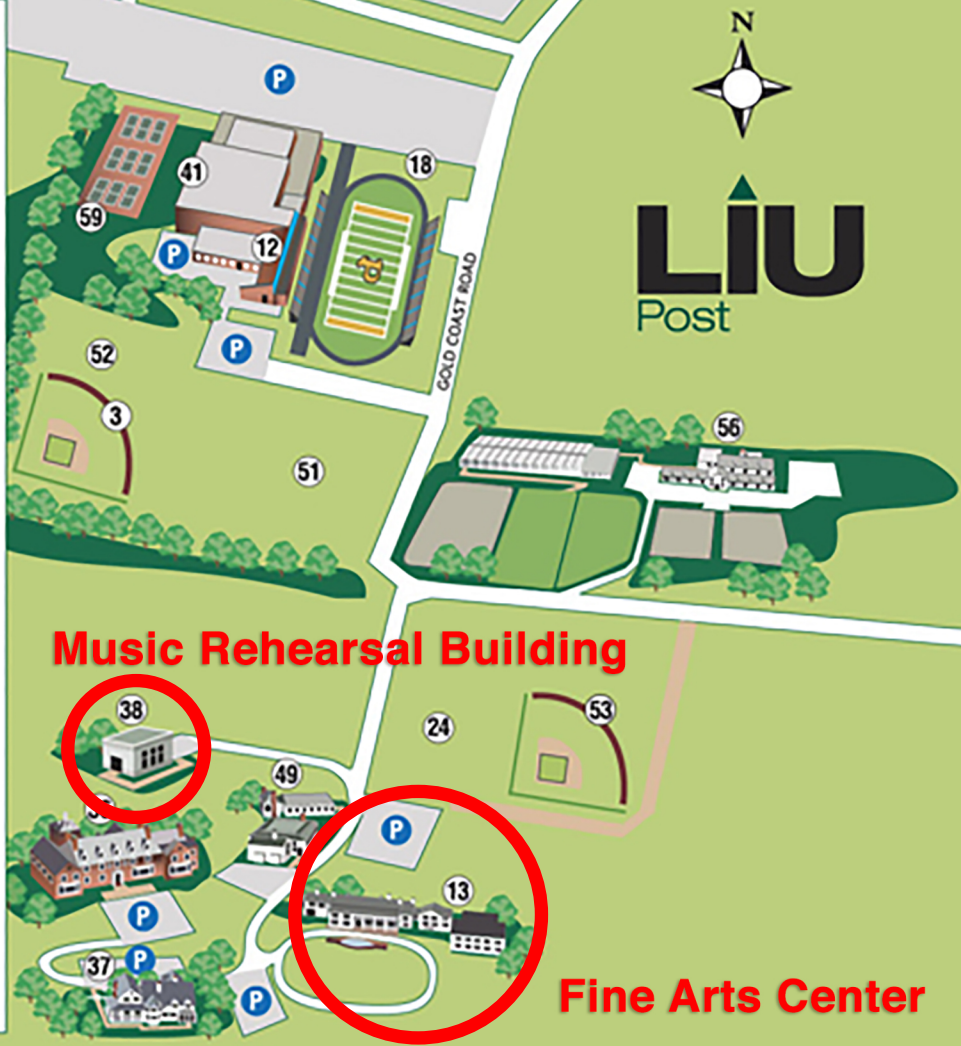 N
P
18
41
59
12
P
LIU
Post
GOLD COAST ROAD
P
52
3
56
51
Music Rehearsal Building
38
24
53
49
P
13
P
P
37
P
Fine Arts Center